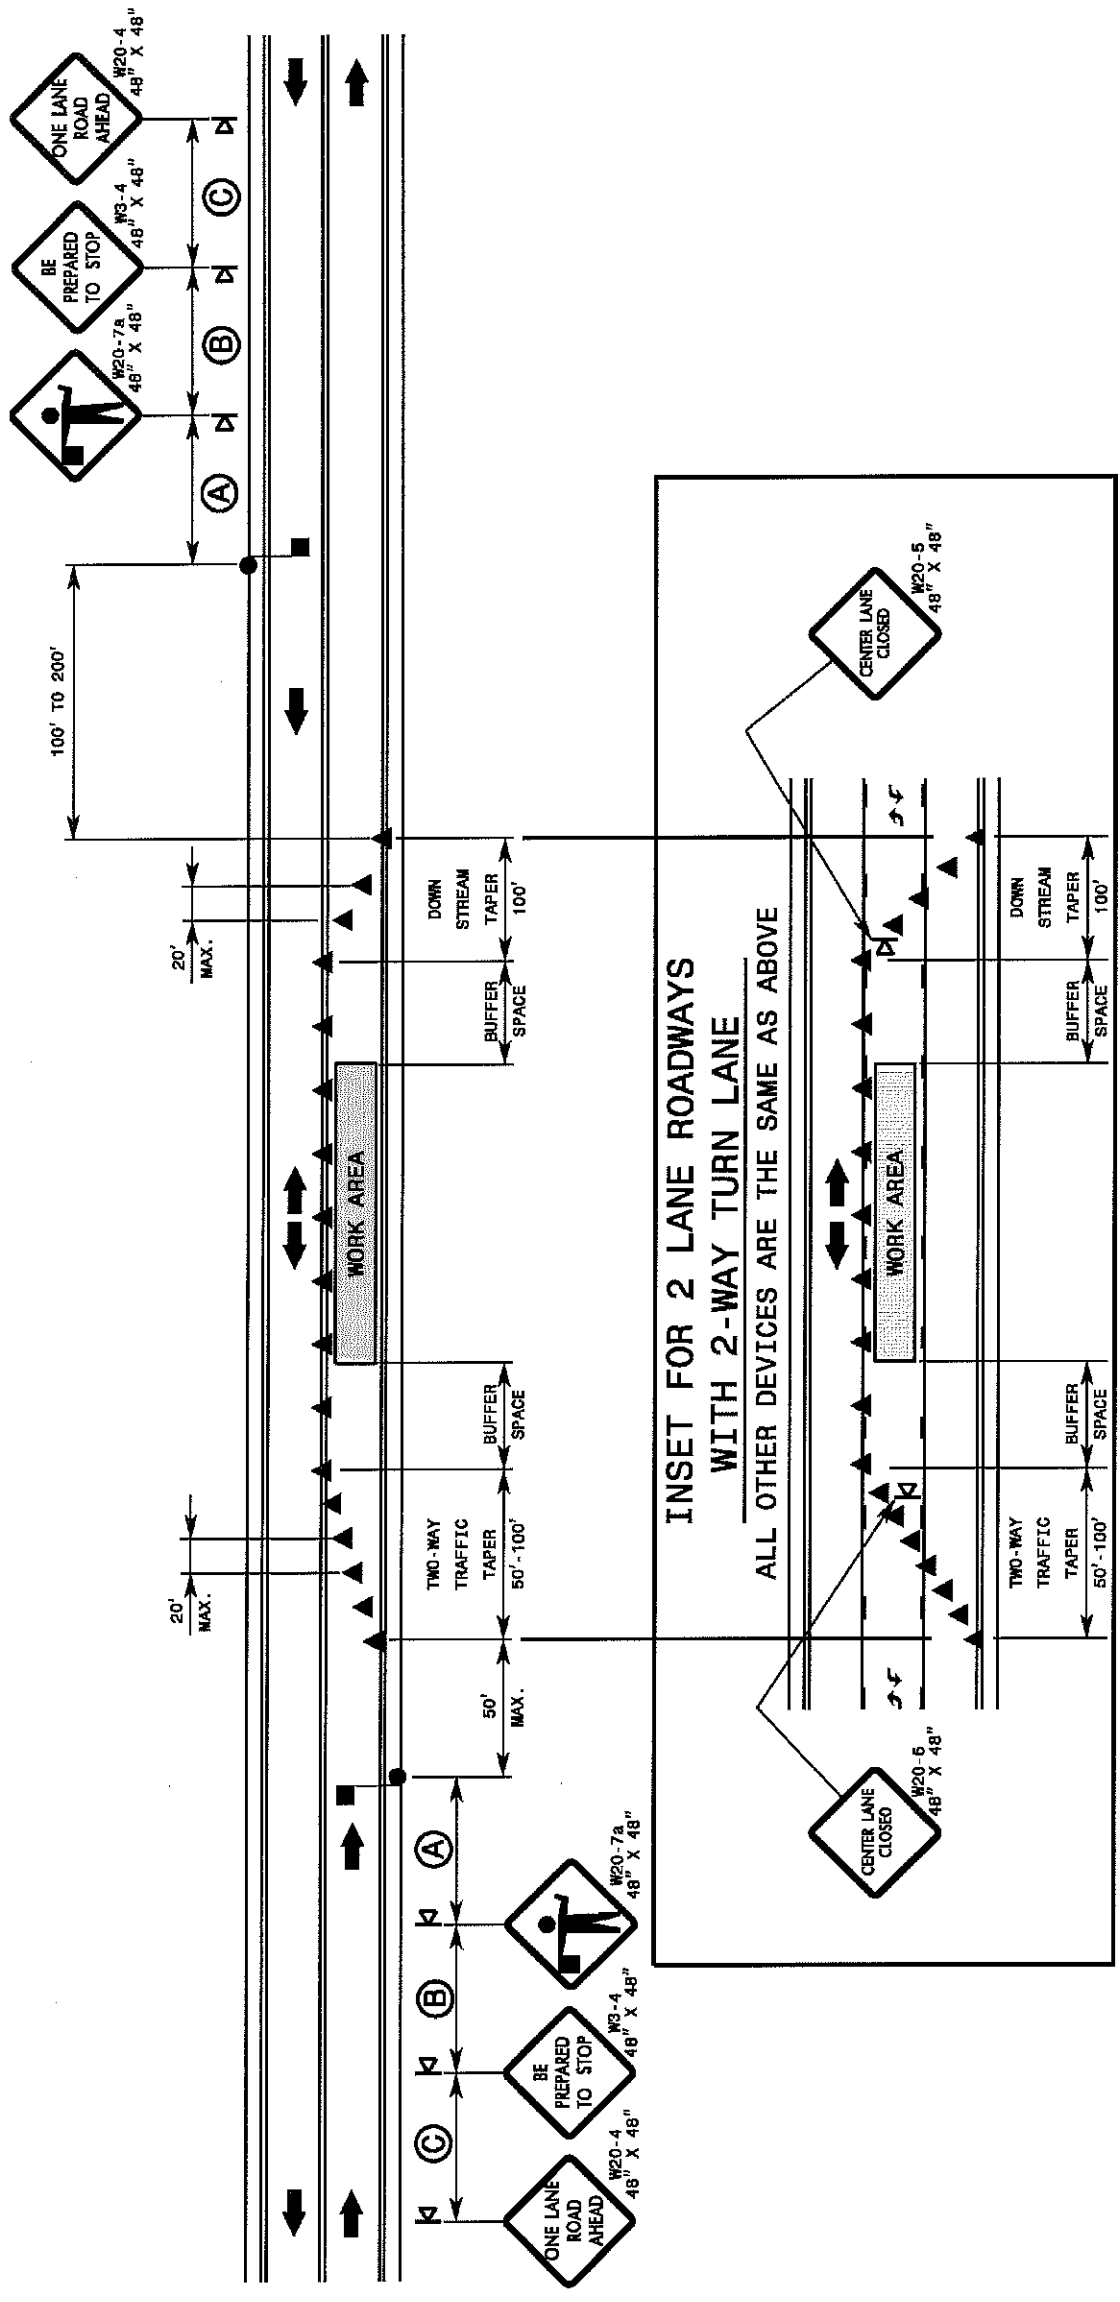 ONE LANE
ROAD
AHEAD
W20-4
48" X 48"
BE
PREPARED
TO STOP
W3-4
48" X 48"
W20-7a
48" X 48"
C
B
A
100' TO 200'
20'
MAX.
20'
MAX.
WORK AREA
DOWN
STREAM
TAPER
100'
BUFFER
SPACE
BUFFER
SPACE
TWO-WAY
TRAFFIC
TAPER
50'-100'
50'
MAX.
A
B
C
W20-7a
48" X 48"
BE
PREPARED
TO STOP
W3-4
48" X 48"
ONE LANE
ROAD
AHEAD
W20-4
48" X 48"
INSET FOR 2 LANE ROADWAYS
WITH 2-WAY TURN LANE
ALL OTHER DEVICES ARE THE SAME AS ABOVE
CENTER LANE
CLOSED
W20-6
48" X 48"
CENTER LANE
CLOSED
W20-5
48" X 48"
WORK AREA
TWO-WAY
TRAFFIC
TAPER
50'-100'
BUFFER
SPACE
BUFFER
SPACE
DOWN
STREAM
TAPER
100'